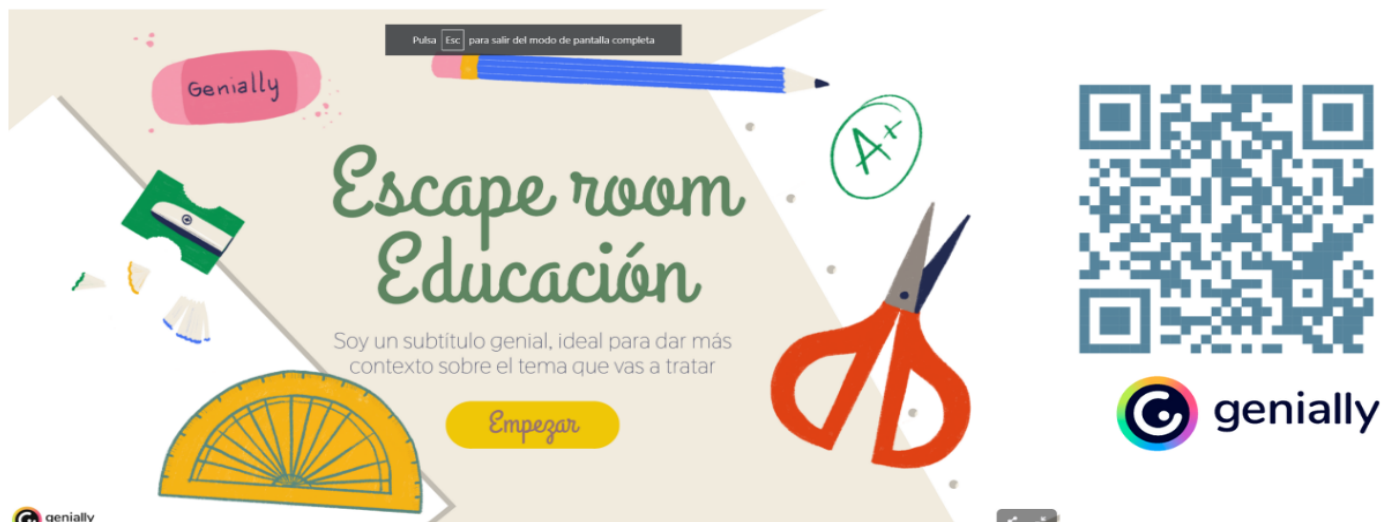 Pulsa Esc para salir del modo de pantalla completa
Genially
A+
Escape room
Educación
Soy un subtítulo genial, ideal para dar más
contexto sobre el tema que vas a tratar
Empezar
genially
genially